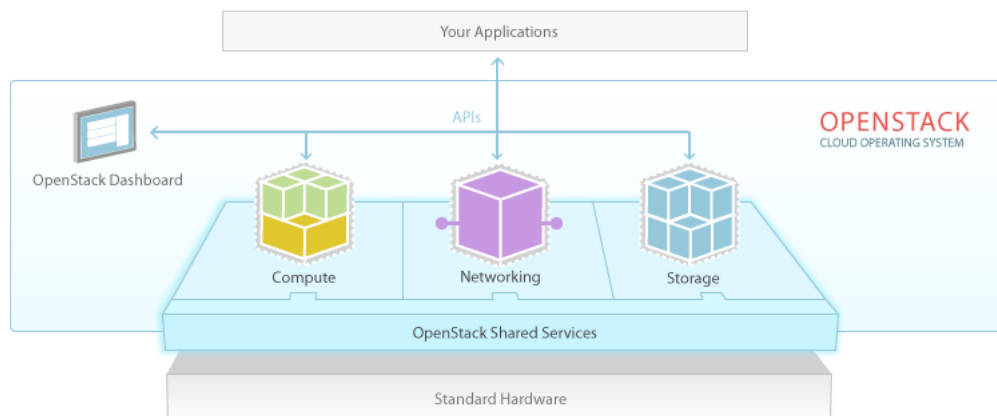 Your Applications
APIs
OPENSTACK
CLOUD OPERATING SYSTEM
OpenStack Dashboard
Compute
Networking
Storage
OpenStack Shared Services
Standard Hardware